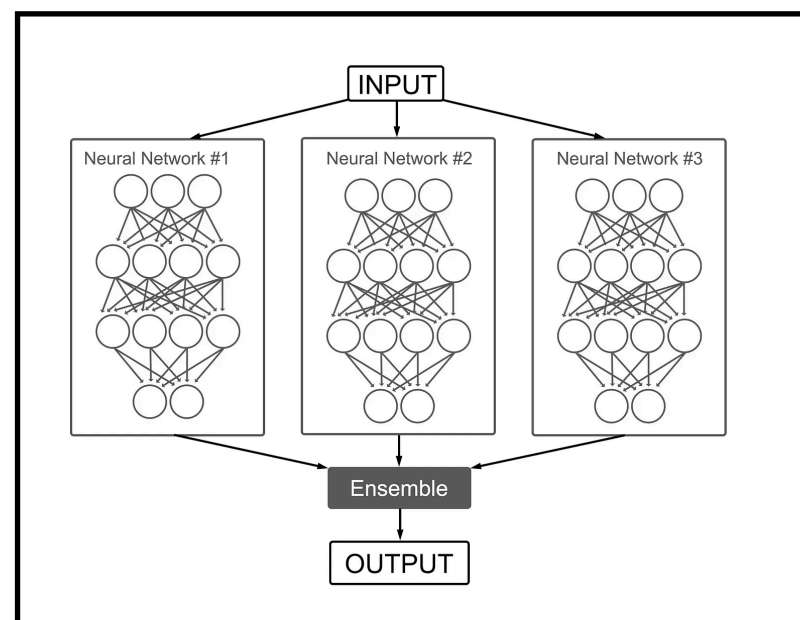 INPUT
Neural Network #1
Neural Network #2
Neural Network #3
Ensemble
OUTPUT